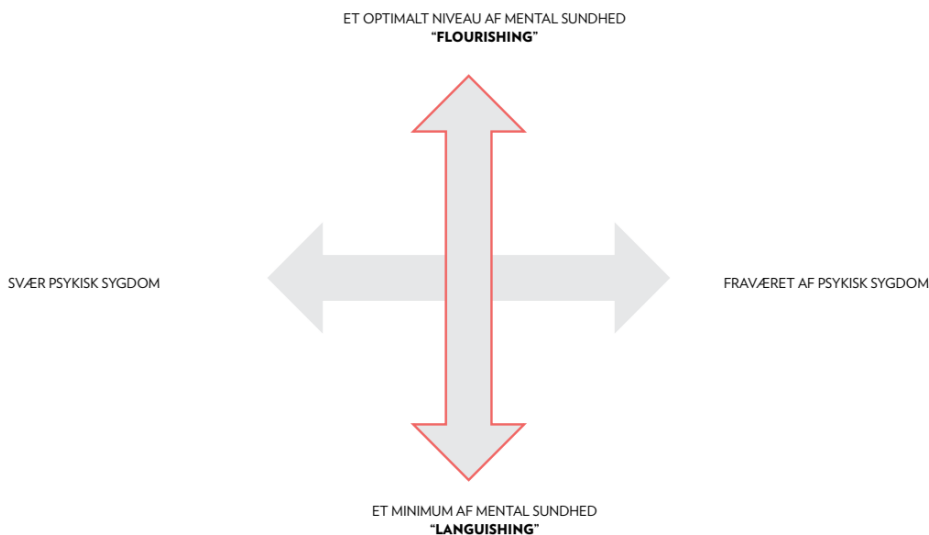 ET OPTIMALT NIVEAU AF MENTAL SUNDHED
"FLOURISHING"
SVÆR PSYKISK SYGDOM
FRAVÆRET AF PSYKISK SYGDOM
ET MINIMUM AF MENTAL SUNDHED
"LANGUISHING"